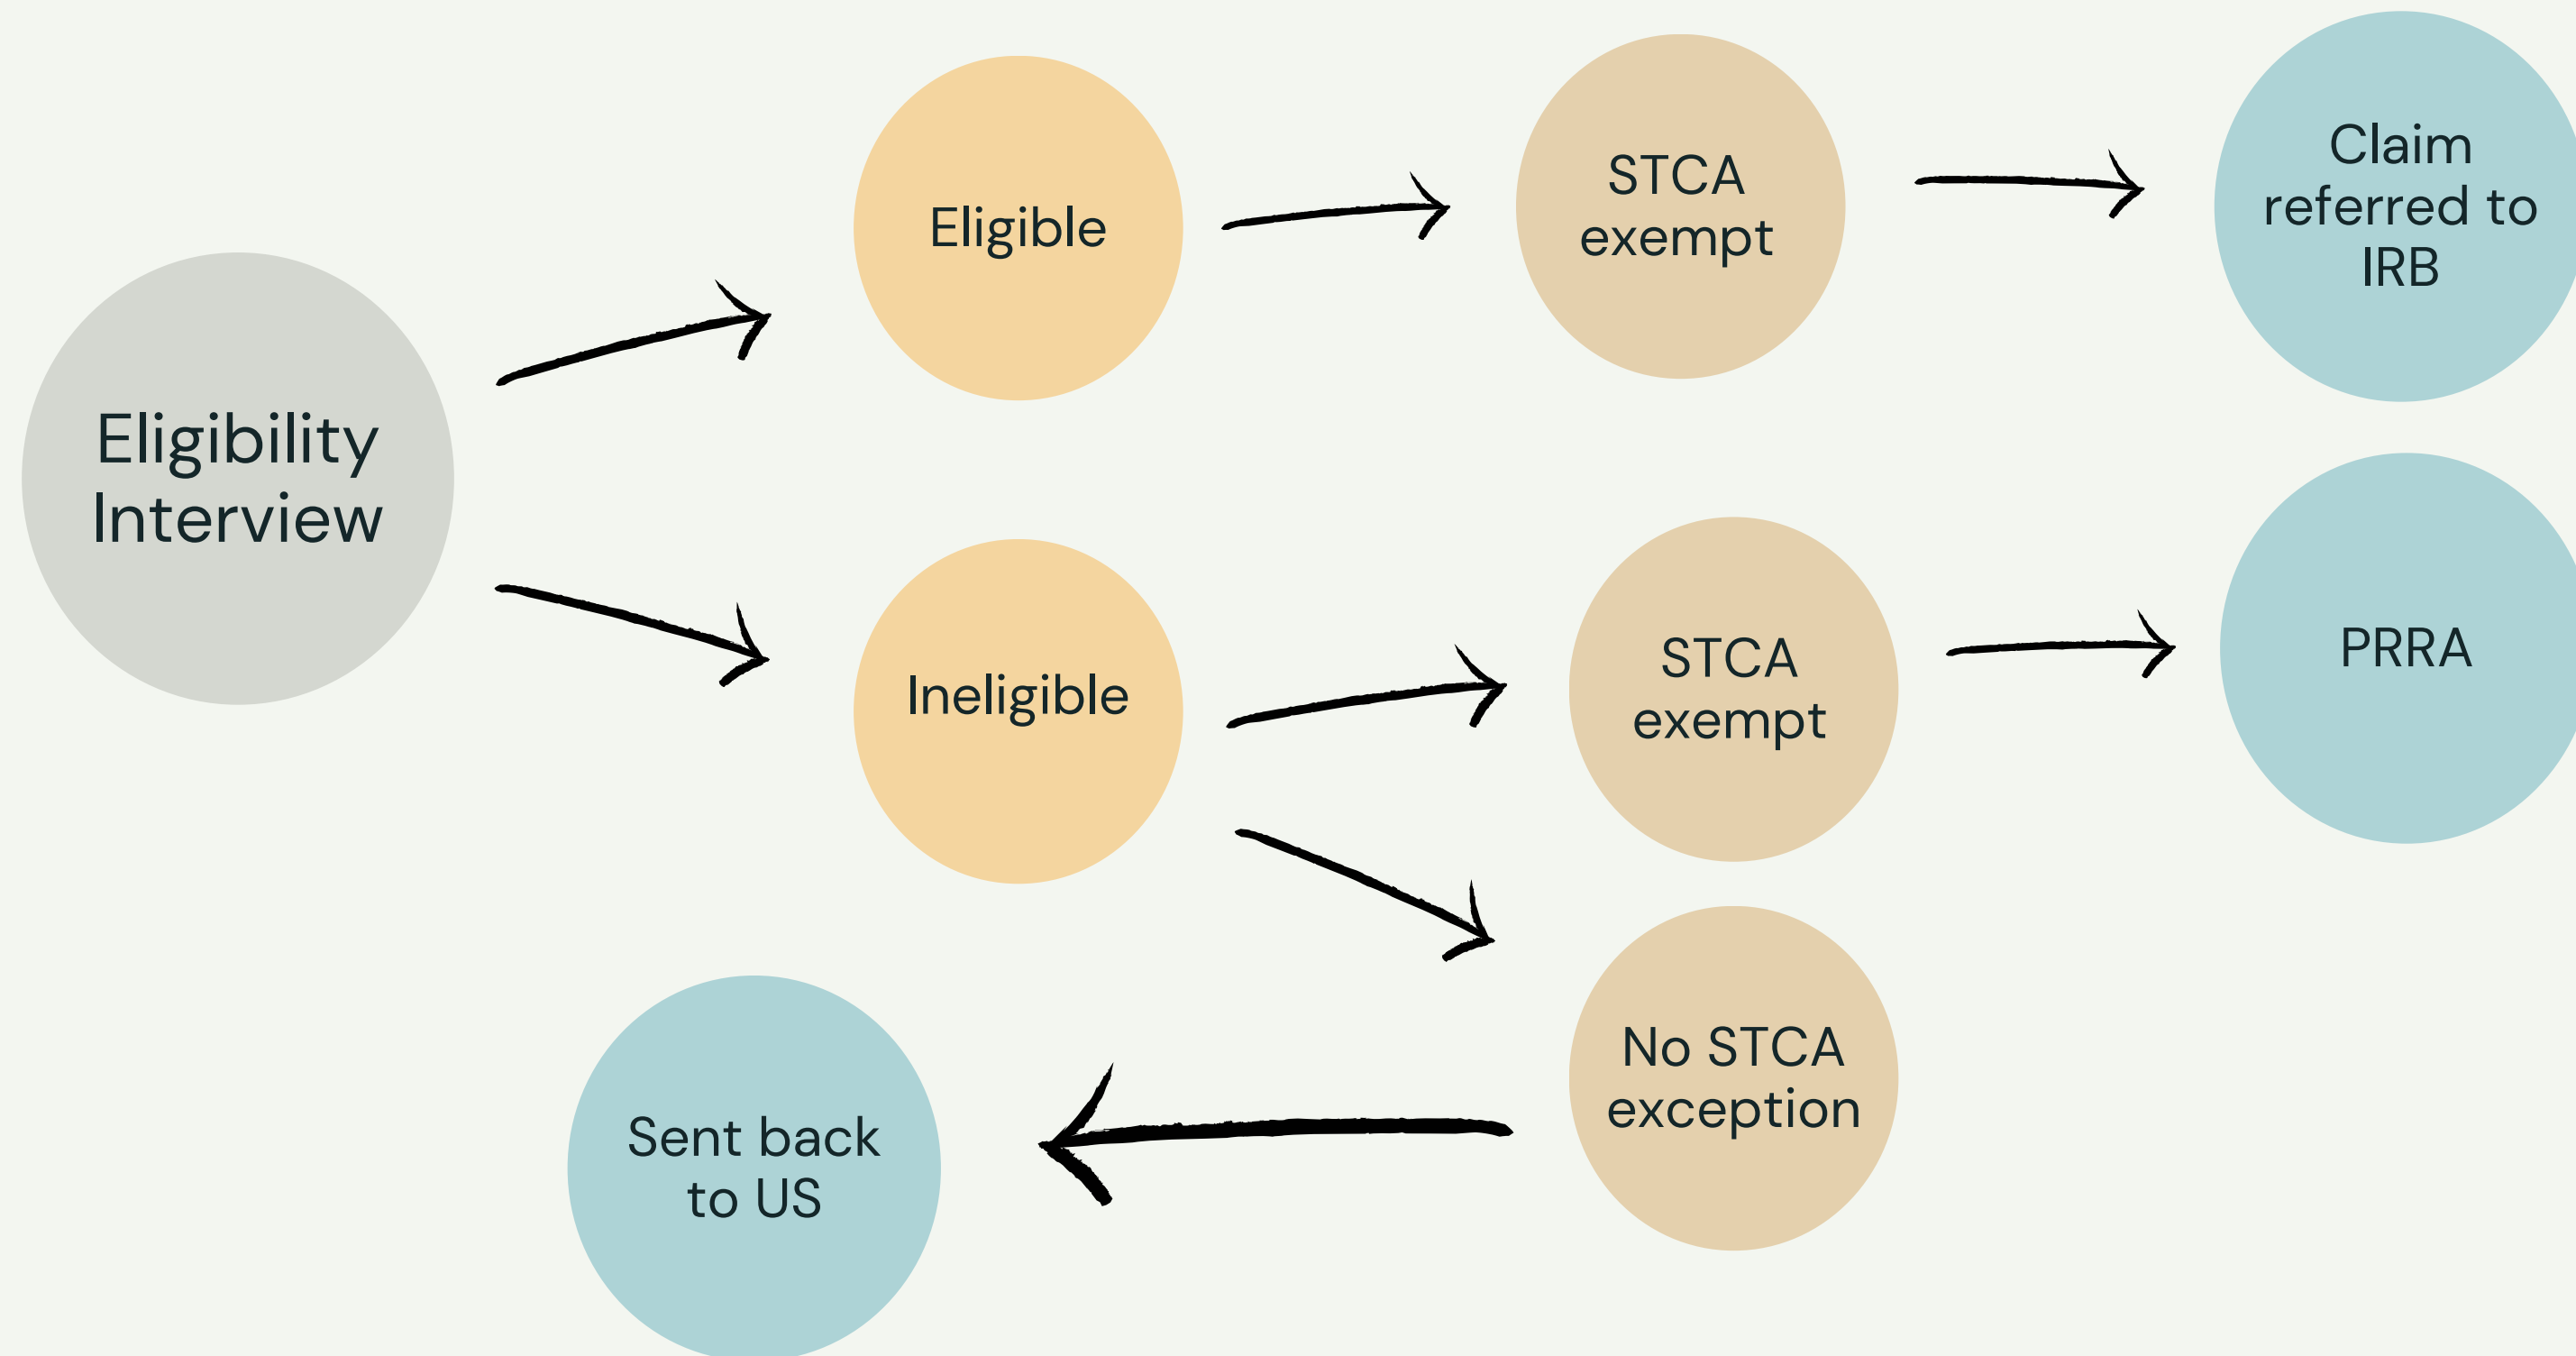 Eligibility
Interview
Eligible
STCA
exempt
Claim
referred to
IRB
Ineligible
STCA
exempt
PRRA
No STCA
exception
Sent back
to US